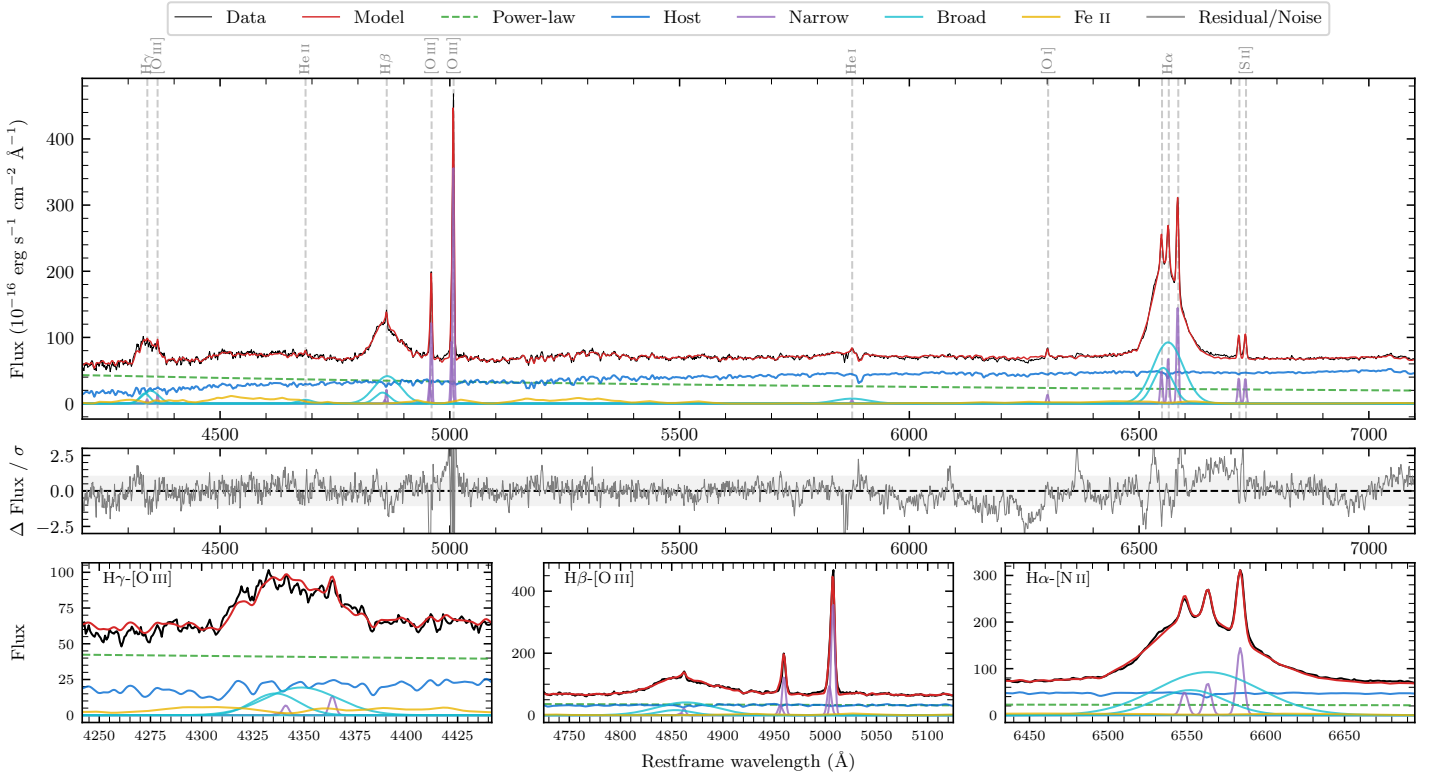 Data Model Power-law Host Narrow Broad Fe II Residual/Noise
Hγ [O III] He II Hβ [O III] [O III] He I [O I] Hα [S II]
Flux (10⁻¹⁶ erg s⁻¹ cm⁻² Å⁻¹)
400
300
200
100
0
4500 5000 5500 6000 6500 7000
Δ Flux / σ
2.5
0.0
−2.5
4500 5000 5500 6000 6500 7000
Flux
Hγ-[O III]
100
75
50
25
0
4250 4275 4300 4325 4350 4375 4400 4425
Hβ-[O III]
400
200
0
4750 4800 4850 4900 4950 5000 5050 5100
Hα-[N II]
300
200
100
0
6450 6500 6550 6600 6650
Restframe wavelength (Å)